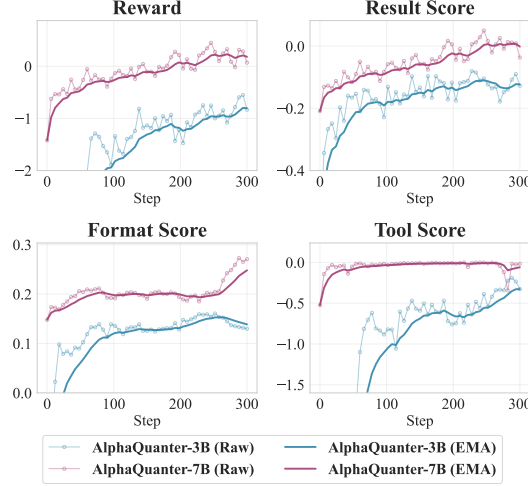 Reward
Result Score
0
−1
−2
0
100
200
300
Step
0.0
−0.2
−0.4
0
100
200
300
Step
Format Score
Tool Score
0.3
0.2
0.1
0.0
0
100
200
300
Step
0.0
−0.5
−1.0
−1.5
0
100
200
300
Step
AlphaQuanter-3B (Raw)
AlphaQuanter-3B (EMA)
AlphaQuanter-7B (Raw)
AlphaQuanter-7B (EMA)